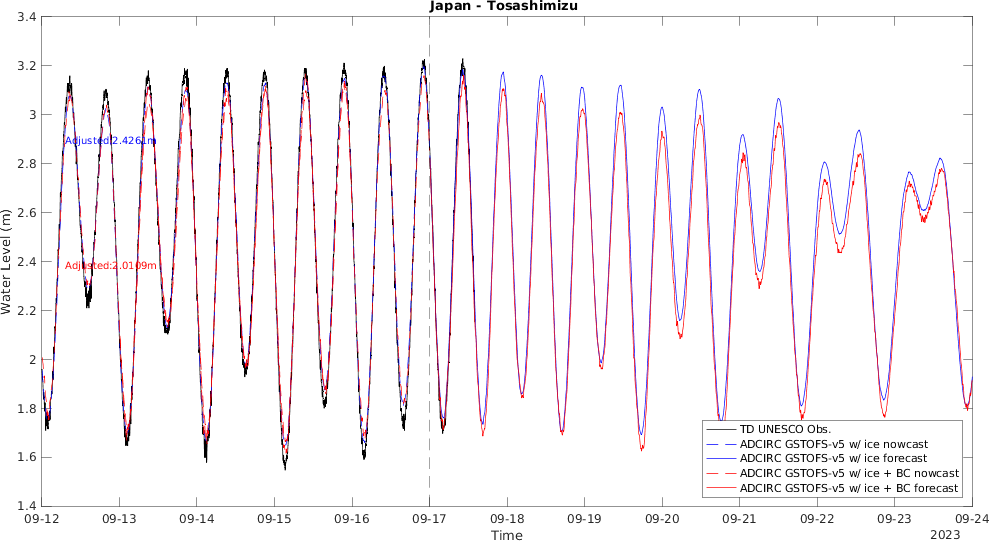 Japan - Tosashimizu
3.4
3.2
3
2.8
2.6
2.4
2.2
2
1.8
1.6
1.4
Water Level (m)
Adjusted:2.4261m
Adjusted:2.0109m
TD UNESCO Obs.
ADCIRC GSTOFS-v5 w/ ice nowcast
ADCIRC GSTOFS-v5 w/ ice forecast
ADCIRC GSTOFS-v5 w/ ice + BC nowcast
ADCIRC GSTOFS-v5 w/ ice + BC forecast
09-12 09-13 09-14 09-15 09-16 09-17 09-18 09-19 09-20 09-21 09-22 09-23 09-24
Time
2023